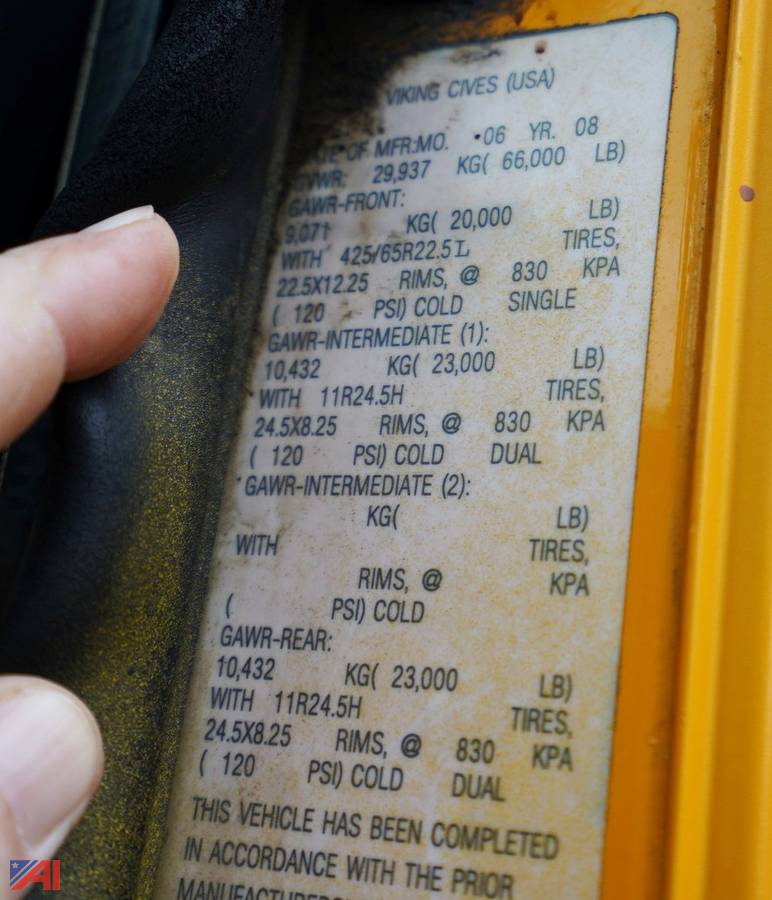 VIKING CIVES (USA)
DATE OF MFR:MO. 06 YR. 08
GVWR: 29,937 KG( 66,000 LB)
GAWR-FRONT:
9,071 KG( 20,000 LB)
WITH 425/65R22.5L TIRES,
22.5X12.25 RIMS, @ 830 KPA
( 120 PSI) COLD SINGLE
GAWR-INTERMEDIATE (1):
10,432 KG( 23,000 LB)
WITH 11R24.5H TIRES,
24.5X8.25 RIMS, @ 830 KPA
( 120 PSI) COLD DUAL
GAWR-INTERMEDIATE (2):
KG( LB)
WITH TIRES,
RIMS, @ KPA
( PSI) COLD
GAWR-REAR:
10,432 KG( 23,000 LB)
WITH 11R24.5H TIRES,
24.5X8.25 RIMS, @ 830 KPA
( 120 PSI) COLD DUAL
THIS VEHICLE HAS BEEN COMPLETED
IN ACCORDANCE WITH THE PRIOR
AI